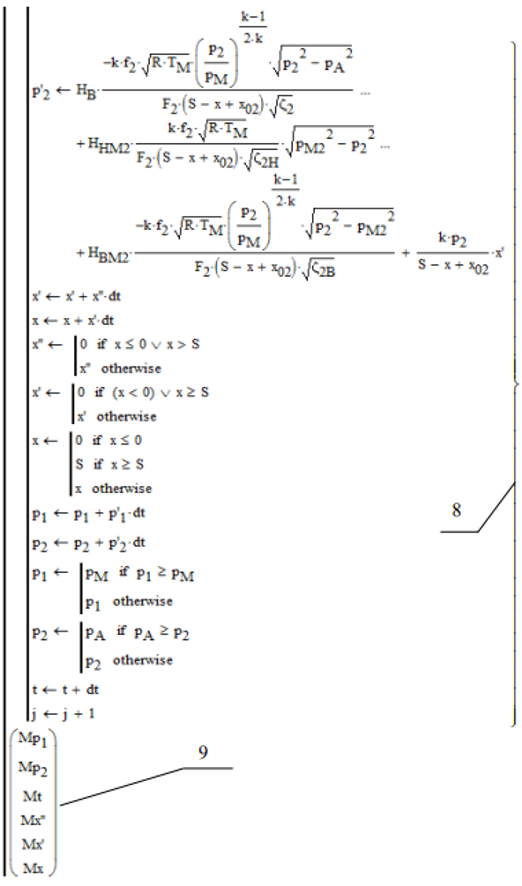 p'₂ ← H_B · (−k·f₂·√(R·T_M)·(p₂/p_M)^((k−1)/(2·k))·√(p₂² − p_A²)) / (F₂·(S − x + x₀₂)·√ζ₂) ...
+ H_HM2 · (k·f₂·√(R·T_M)) / (F₂·(S − x + x₀₂)·√ζ_2H) · √(p_M2² − p₂²) ...
+ H_BM2 · (−k·f₂·√(R·T_M)·(p₂/p_M)^((k−1)/(2·k))·√(p₂² − p_M2²)) / (F₂·(S − x + x₀₂)·√ζ_2B) + (k·p₂)/(S − x + x₀₂)·x'
x' ← x' + x"·dt
x ← x + x'·dt
x" ← | 0 if x ≤ 0 ∨ x > S
| x" otherwise
x' ← | 0 if (x < 0) ∨ x ≥ S
| x' otherwise
x ← | 0 if x ≤ 0
| S if x ≥ S
| x otherwise
8
p₁ ← p₁ + p'₁·dt
p₂ ← p₂ + p'₂·dt
p₁ ← | p_M if p₁ ≥ p_M
| p₁ otherwise
p₂ ← | p_A if p_A ≥ p₂
| p₂ otherwise
t ← t + dt
j ← j + 1
Mp₁
9
Mp₂
Mt
Mx"
Mx'
Mx